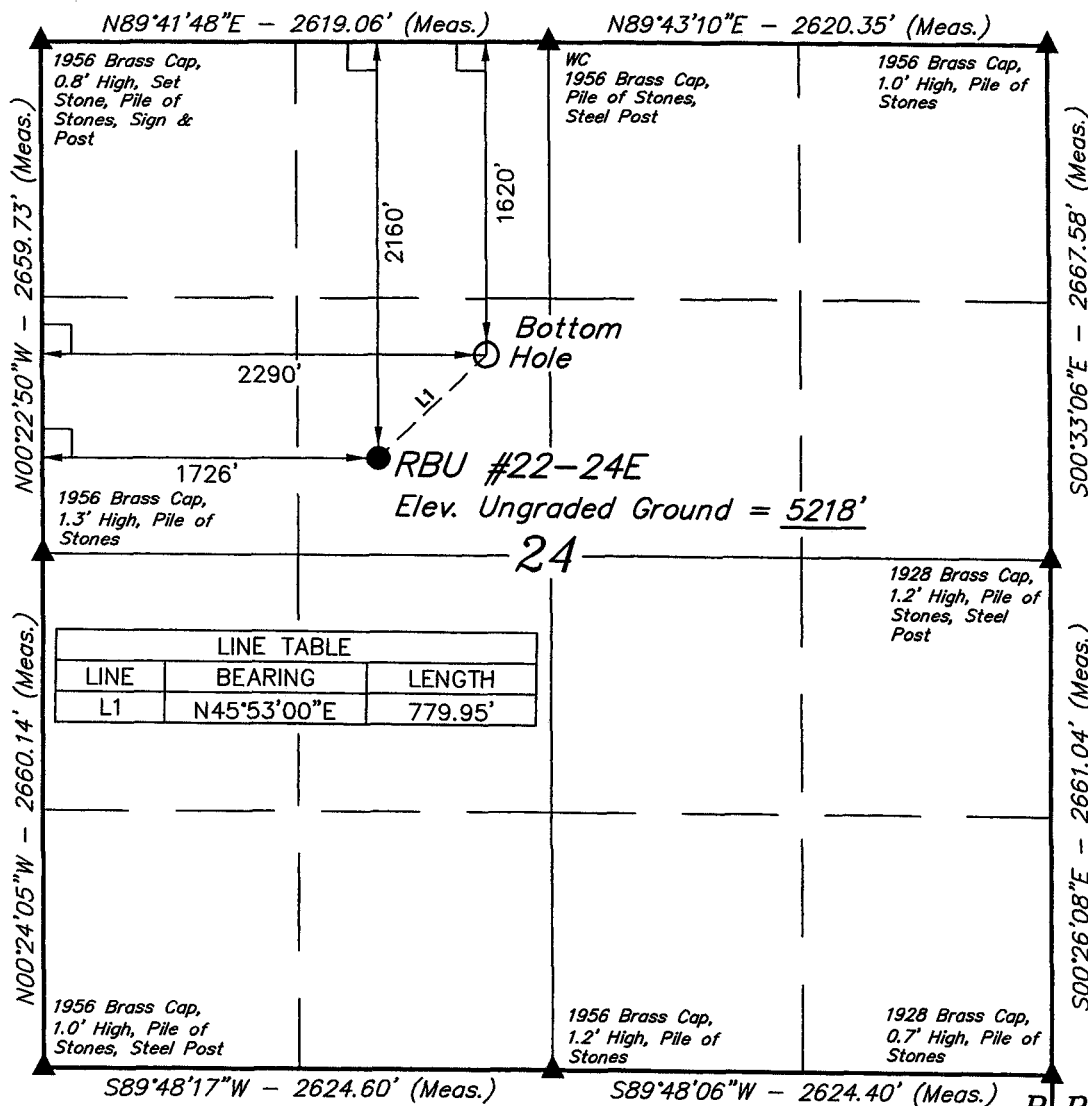 N89°41'48"E - 2619.06' (Meas.)
N89°43'10"E - 2620.35' (Meas.)
1956 Brass Cap,
0.8' High, Set
Stone, Pile of
Stones, Sign &
Post
WC
1956 Brass Cap,
Pile of Stones,
Steel Post
1956 Brass Cap,
1.0' High, Pile of
Stones
N00°22'50"W - 2659.73' (Meas.)
S00°33'06"E - 2667.58' (Meas.)
2160'
1620'
Bottom
Hole
2290'
L1
RBU #22-24E
1726'
Elev. Ungraded Ground = 5218'
1956 Brass Cap,
1.3' High, Pile of
Stones
24
1928 Brass Cap,
1.2' High, Pile of
Stones, Steel
Post
LINE TABLE
LINE BEARING LENGTH
L1 N45°53'00"E 779.95'
N00°24'05"W - 2660.14' (Meas.)
S00°26'08"E - 2661.04' (Meas.)
1956 Brass Cap,
1.0' High, Pile of
Stones, Steel Post
1956 Brass Cap,
1.2' High, Pile of
Stones
1928 Brass Cap,
0.7' High, Pile of
Stones
S89°48'17"W - 2624.60' (Meas.)
S89°48'06"W - 2624.40' (Meas.)